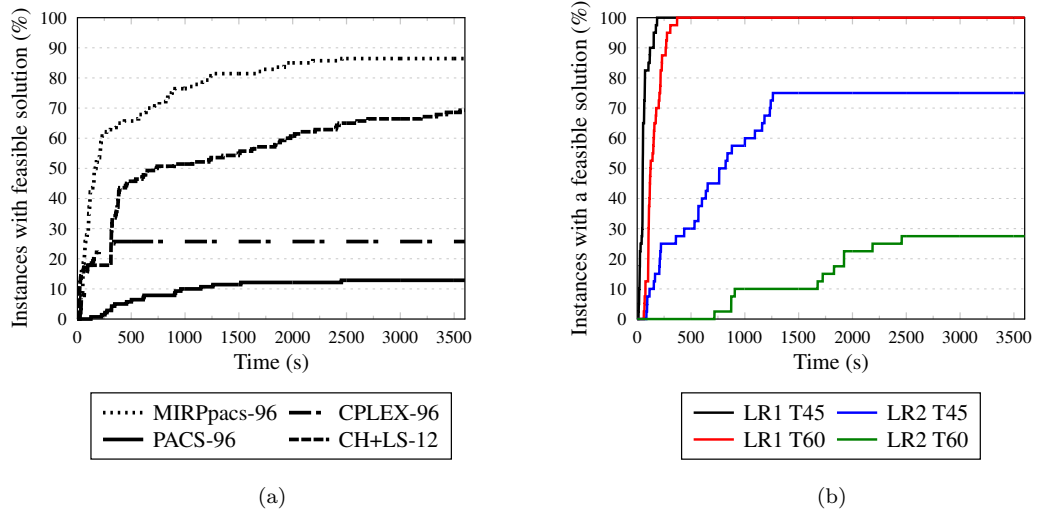 Instances with feasible solution (%)
100
90
80
70
60
50
40
30
20
10
0
0 500 1000 1500 2000 2500 3000 3500
Time (s)
MIRPpacs-96 CPLEX-96
PACS-96 CH+LS-12
(a)
Instances with a feasible solution (%)
100
90
80
70
60
50
40
30
20
10
0
0 500 1000 1500 2000 2500 3000 3500
Time (s)
LR1 T45 LR2 T45
LR1 T60 LR2 T60
(b)